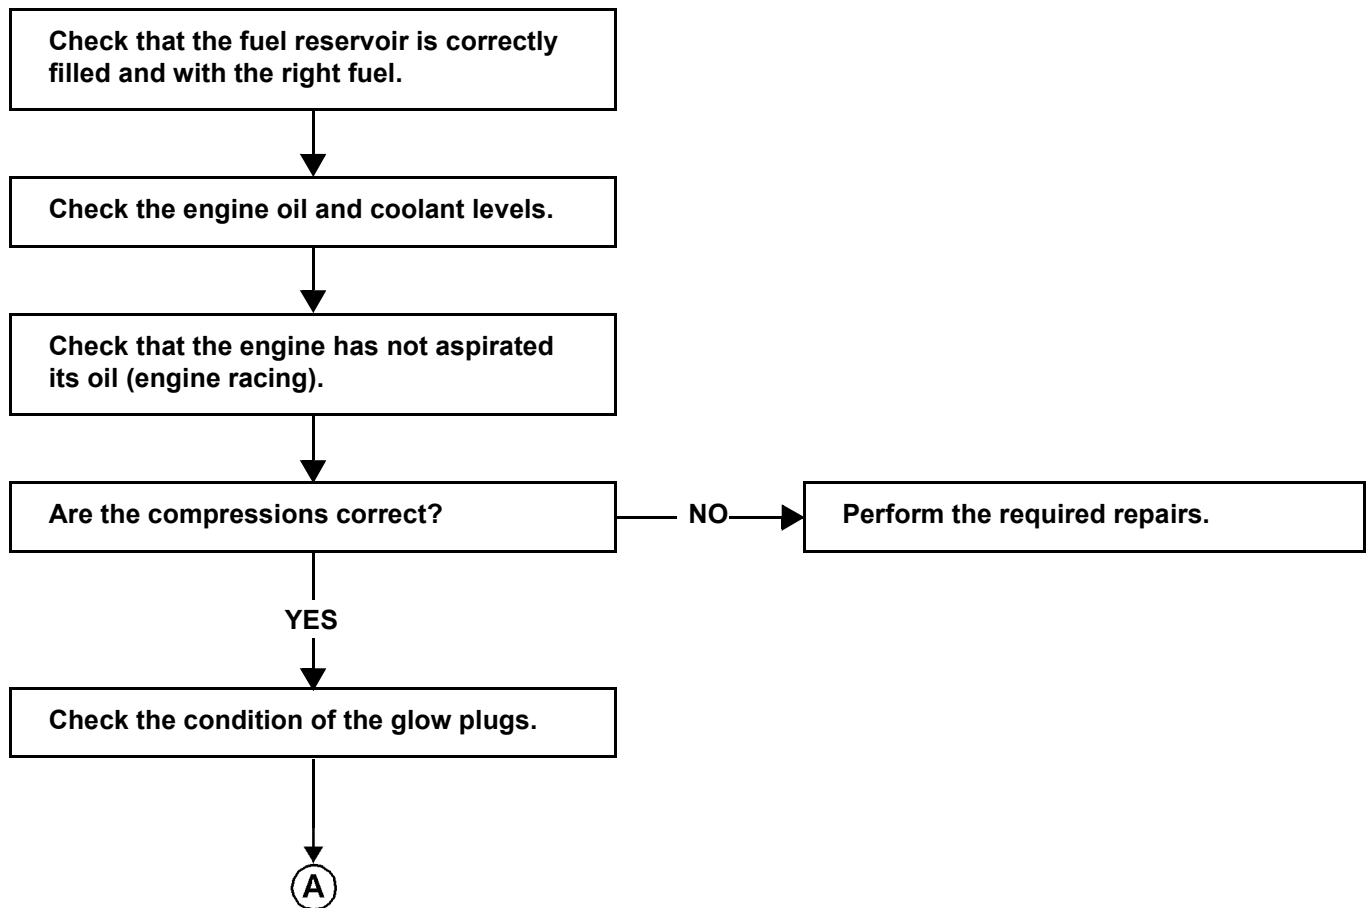 Check that the fuel reservoir is correctly
filled and with the right fuel.
Check the engine oil and coolant levels.
Check that the engine has not aspirated
its oil (engine racing).
Are the compressions correct?
NO
Perform the required repairs.
YES
Check the condition of the glow plugs.
A